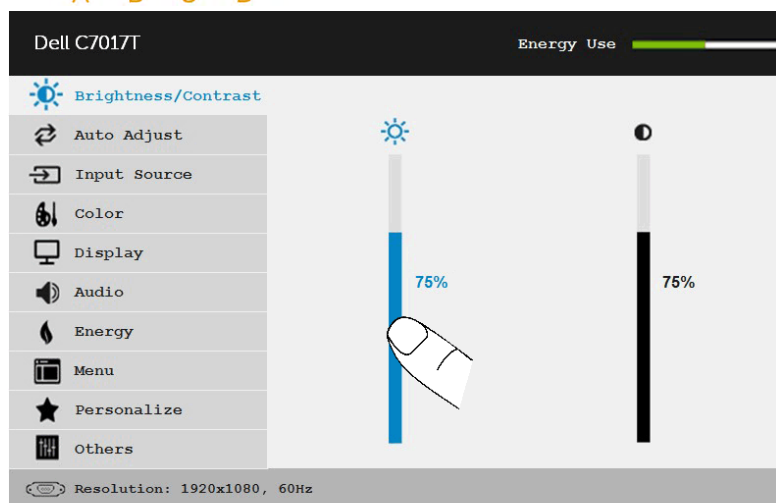 Dell C7017T
Energy Use
Brightness/Contrast
Auto Adjust
Input Source
Color
Display
Audio
Energy
Menu
Personalize
Others
75%
75%
Resolution: 1920x1080, 60Hz